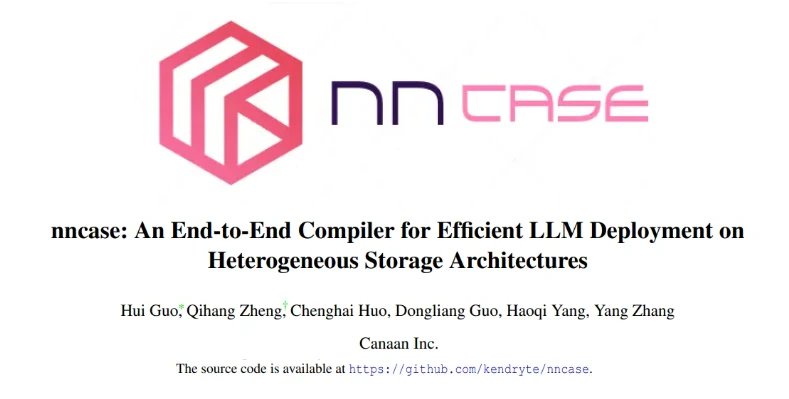 nn CASE
nncase: An End-to-End Compiler for Efficient LLM Deployment on
Heterogeneous Storage Architectures
Hui Guo,* Qihang Zheng,† Chenghai Huo, Dongliang Guo, Haoqi Yang, Yang Zhang
Canaan Inc.
The source code is available at https://github.com/kendryte/nncase.